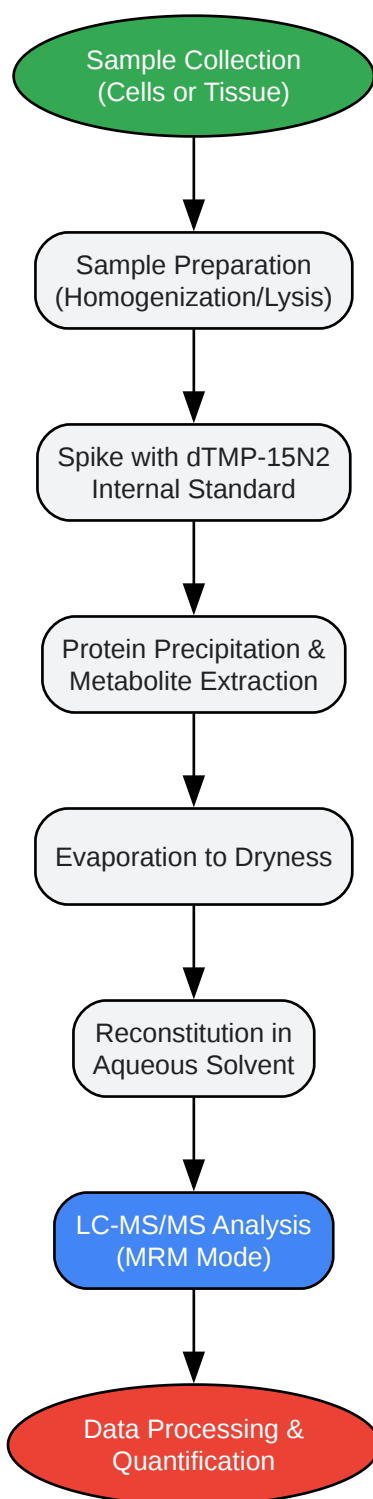 Sample Collection
(Cells or Tissue)
Sample Preparation
(Homogenization/Lysis)
Spike with dTMP-15N2
Internal Standard
Protein Precipitation &
Metabolite Extraction
Evaporation to Dryness
Reconstitution in
Aqueous Solvent
LC-MS/MS Analysis
(MRM Mode)
Data Processing &
Quantification